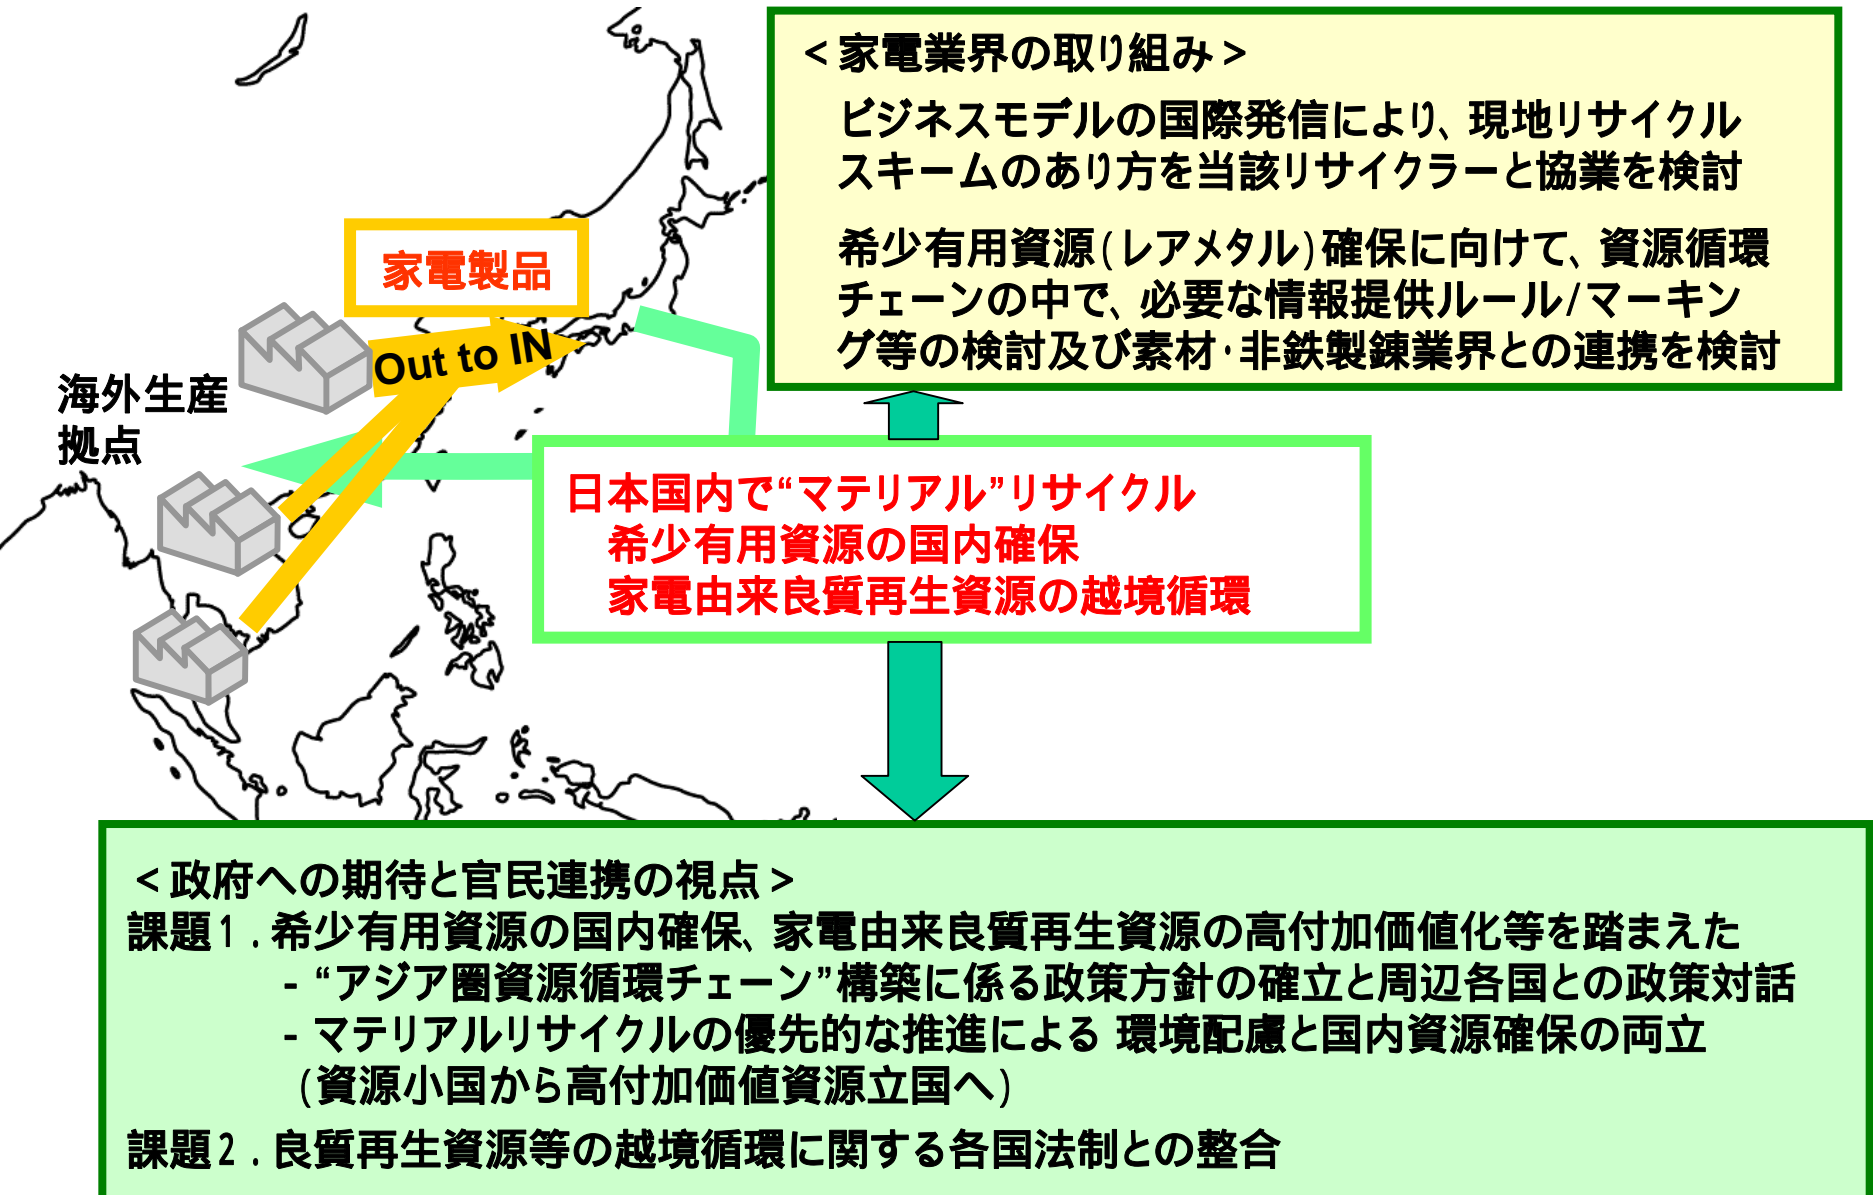 <家電業界の取り組み>
ビジネスモデルの国際発信により、現地リサイクル
スキームのあり方を当該リサイクラーと協業を検討
希少有用資源(レアメタル)確保に向けて、資源循環
チェーンの中で、必要な情報提供ルール/マーキン
グ等の検討及び素材・非鉄製錬業界との連携を検討
家電製品
Out to IN
海外生産
拠点
日本国内で“マテリアル”リサイクル
希少有用資源の国内確保
家電由来良質再生資源の越境循環
<政府への期待と官民連携の視点>
課題1.希少有用資源の国内確保、家電由来良質再生資源の高付加価値化等を踏まえた
- “アジア圏資源循環チェーン”構築に係る政策方針の確立と周辺各国との政策対話
- マテリアルリサイクルの優先的な推進による 環境配慮と国内資源確保の両立
(資源小国から高付加価値資源立国へ)
課題2.良質再生資源等の越境循環に関する各国法制との整合